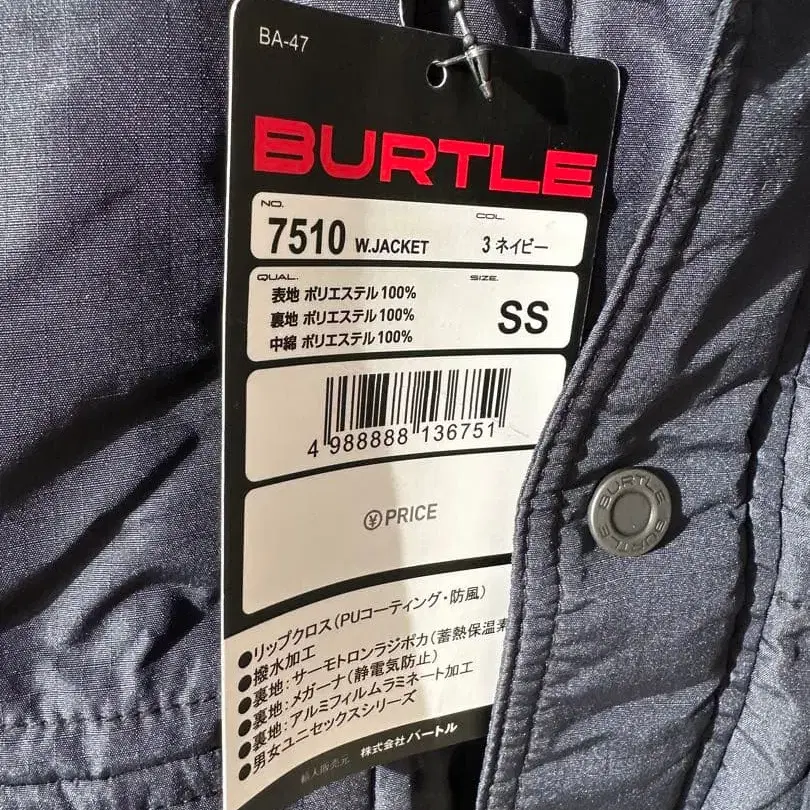 BA-47
BURTLE
NO.
7510 W.JACKET
COL.
3 ネイビー
QUAL.
表地 ポリエステル100%
裏地 ポリエステル100%
中綿 ポリエステル100%
SIZE.
SS
4 988888 136751
¥PRICE
●リップクロス(PUコーティング・防風)
●撥水加工
●裏地:サーモトロンラジポカ(蓄熱保温素
●裏地:メガーナ(静電気防止)
●裏地:アルミフィルムラミネート加工
●男女ユニセックスシリーズ
輸入販売元 株式会社バートル
BURTLE
BURTLE